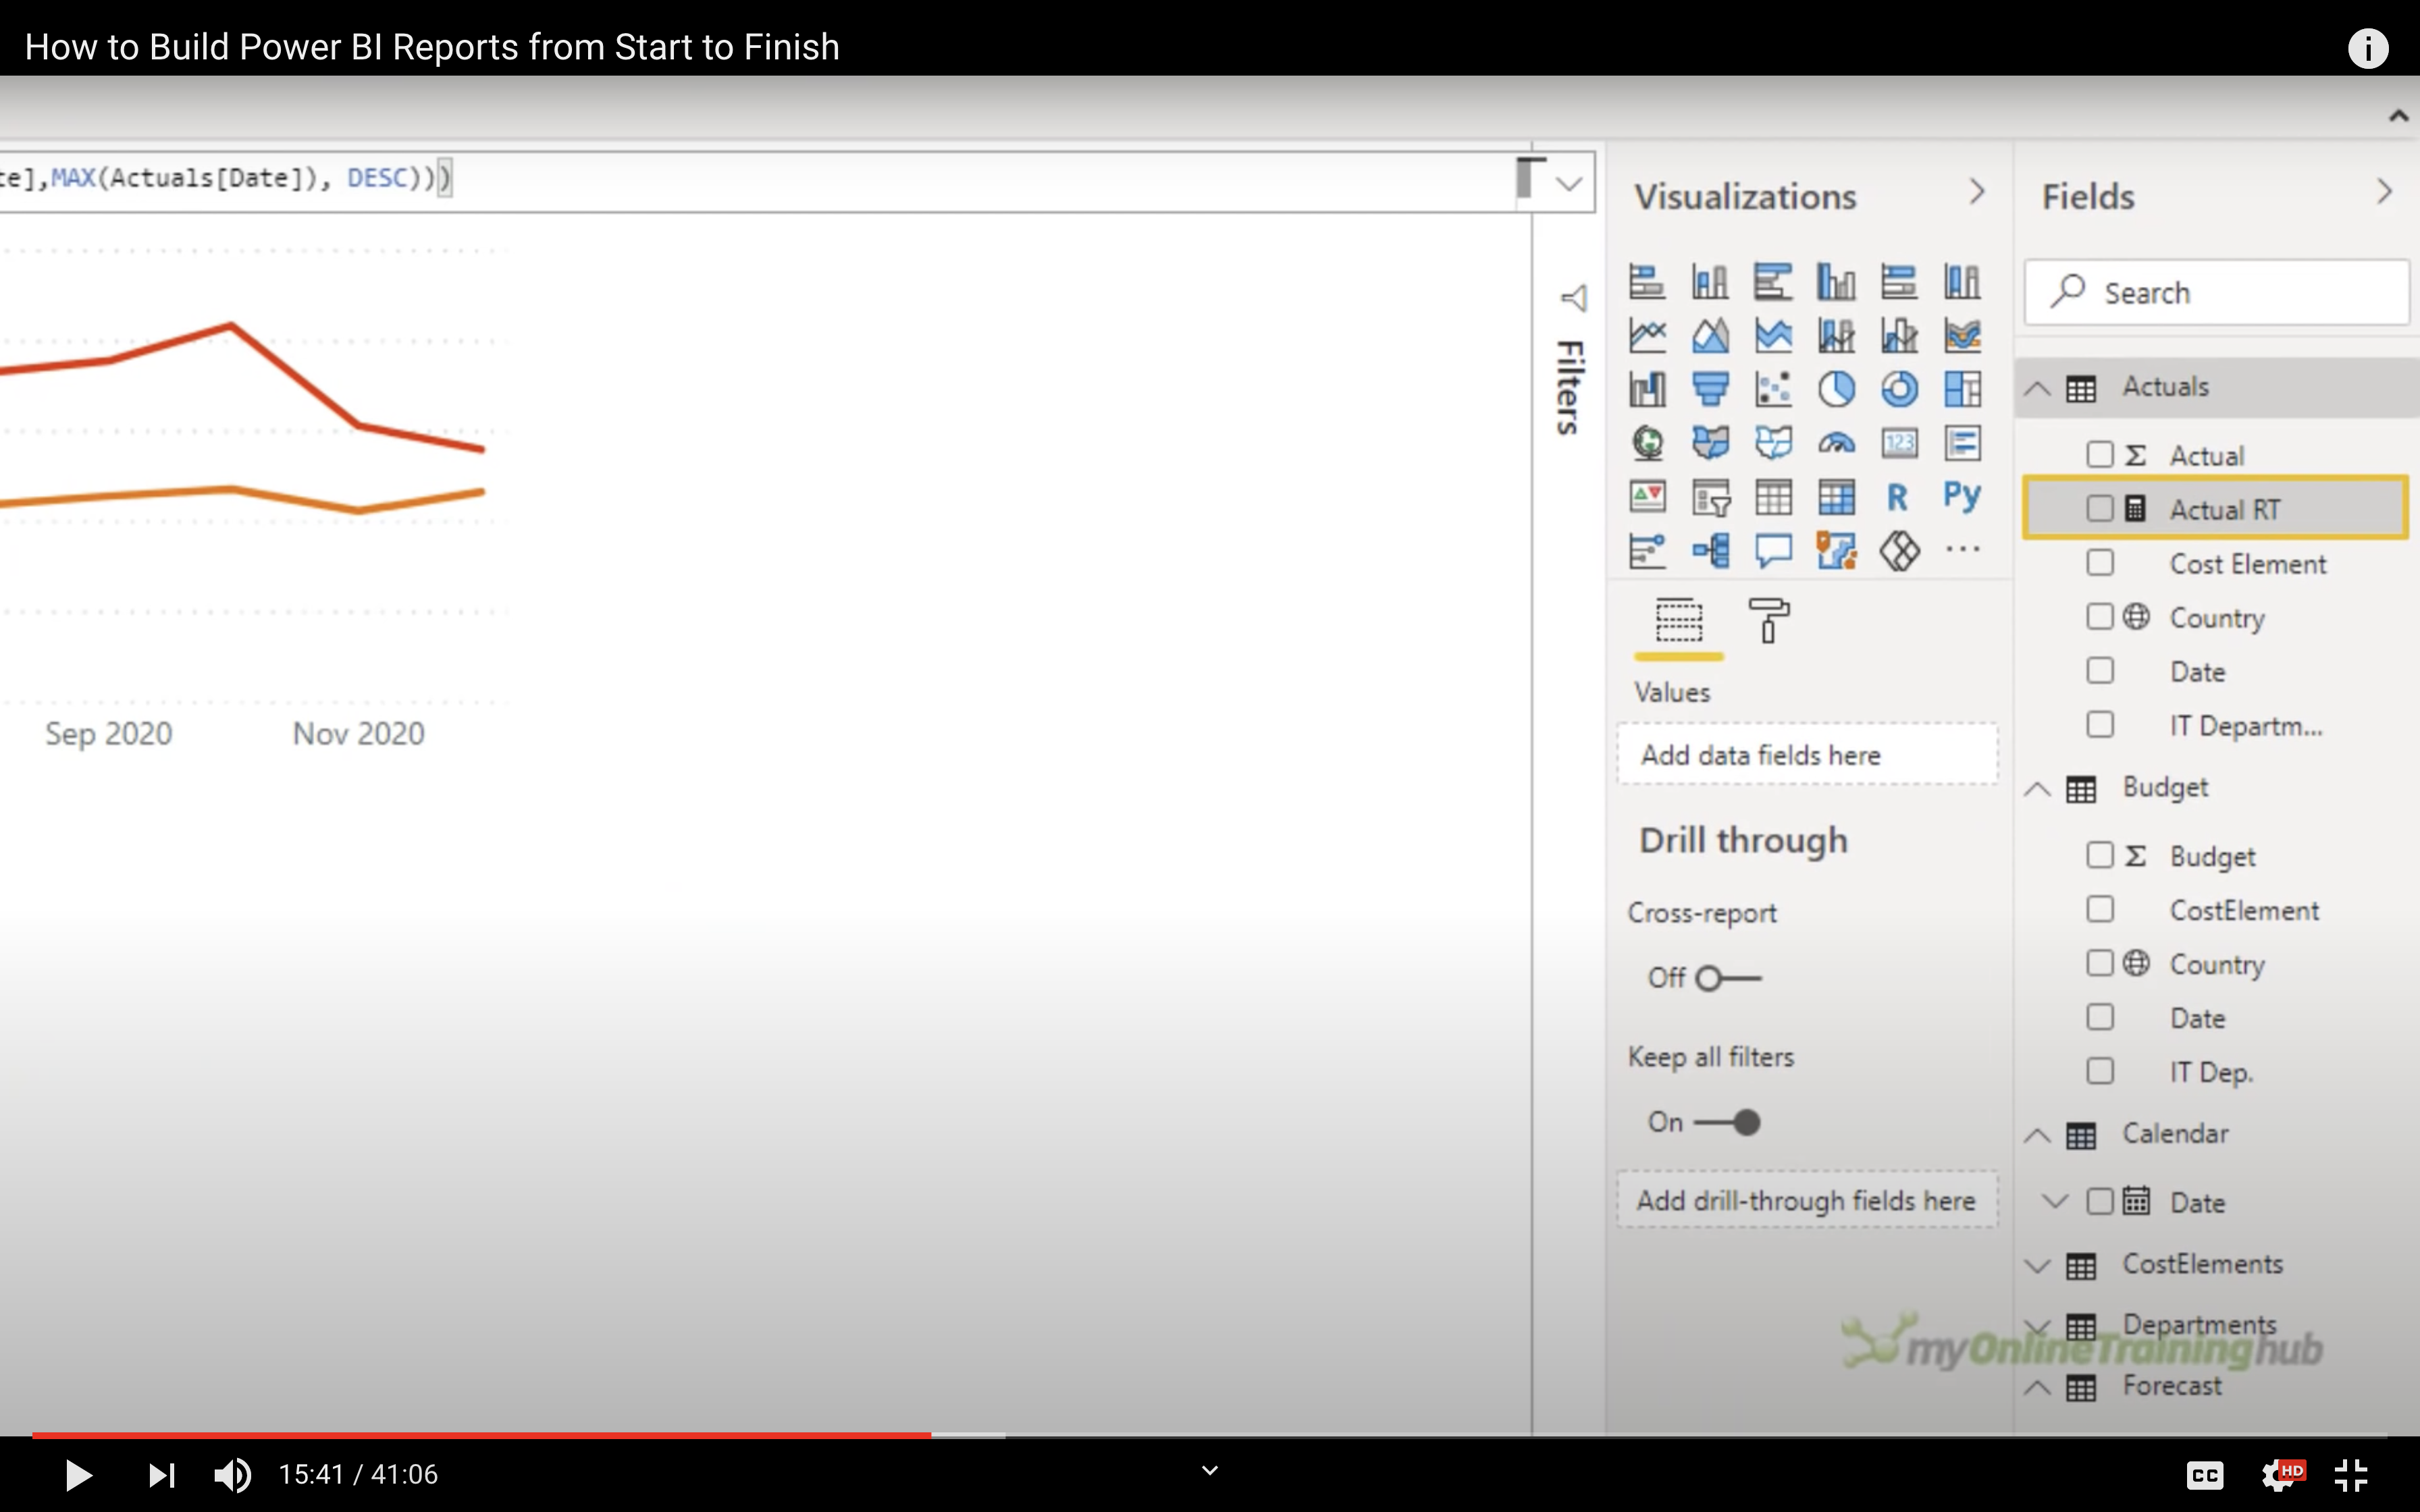 How to Build Power BI Reports from Start to Finish
te],MAX(Actuals[Date]), DESC)))
Sep 2020
Nov 2020
Filters
Visualizations
123
R
Py
Values
Add data fields here
Drill through
Cross-report
Off
Keep all filters
On
Add drill-through fields here
Fields
Search
Actuals
Σ Actual
Actual RT
Cost Element
Country
Date
IT Departm...
Budget
Σ Budget
CostElement
Country
Date
IT Dep.
Calendar
Date
CostElements
Departments
myOnlineTraininghub
Forecast
15:41 / 41:06
CC
HD